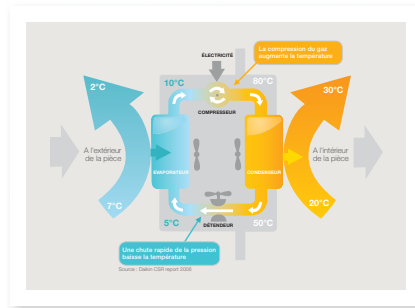 ÉLECTRICITÉ
La compression de gaz
augmente la température
2°C
10°C
80°C
30°C
COMPRESSEUR
A l'extérieur
de la pièce
ÉVAPORATEUR
CONDENSEUR
A l'intérieur
de la pièce
7°C
20°C
5°C
50°C
DÉTENDEUR
Une chute rapide de la pression
baisse la température
Source : Daikin CSR report 2006